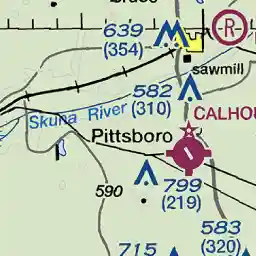 639
(354)
R
sawmill
582
(310)
Skuna River
CALHOU
Pittsboro
590
799
(219)
583
(320)
715